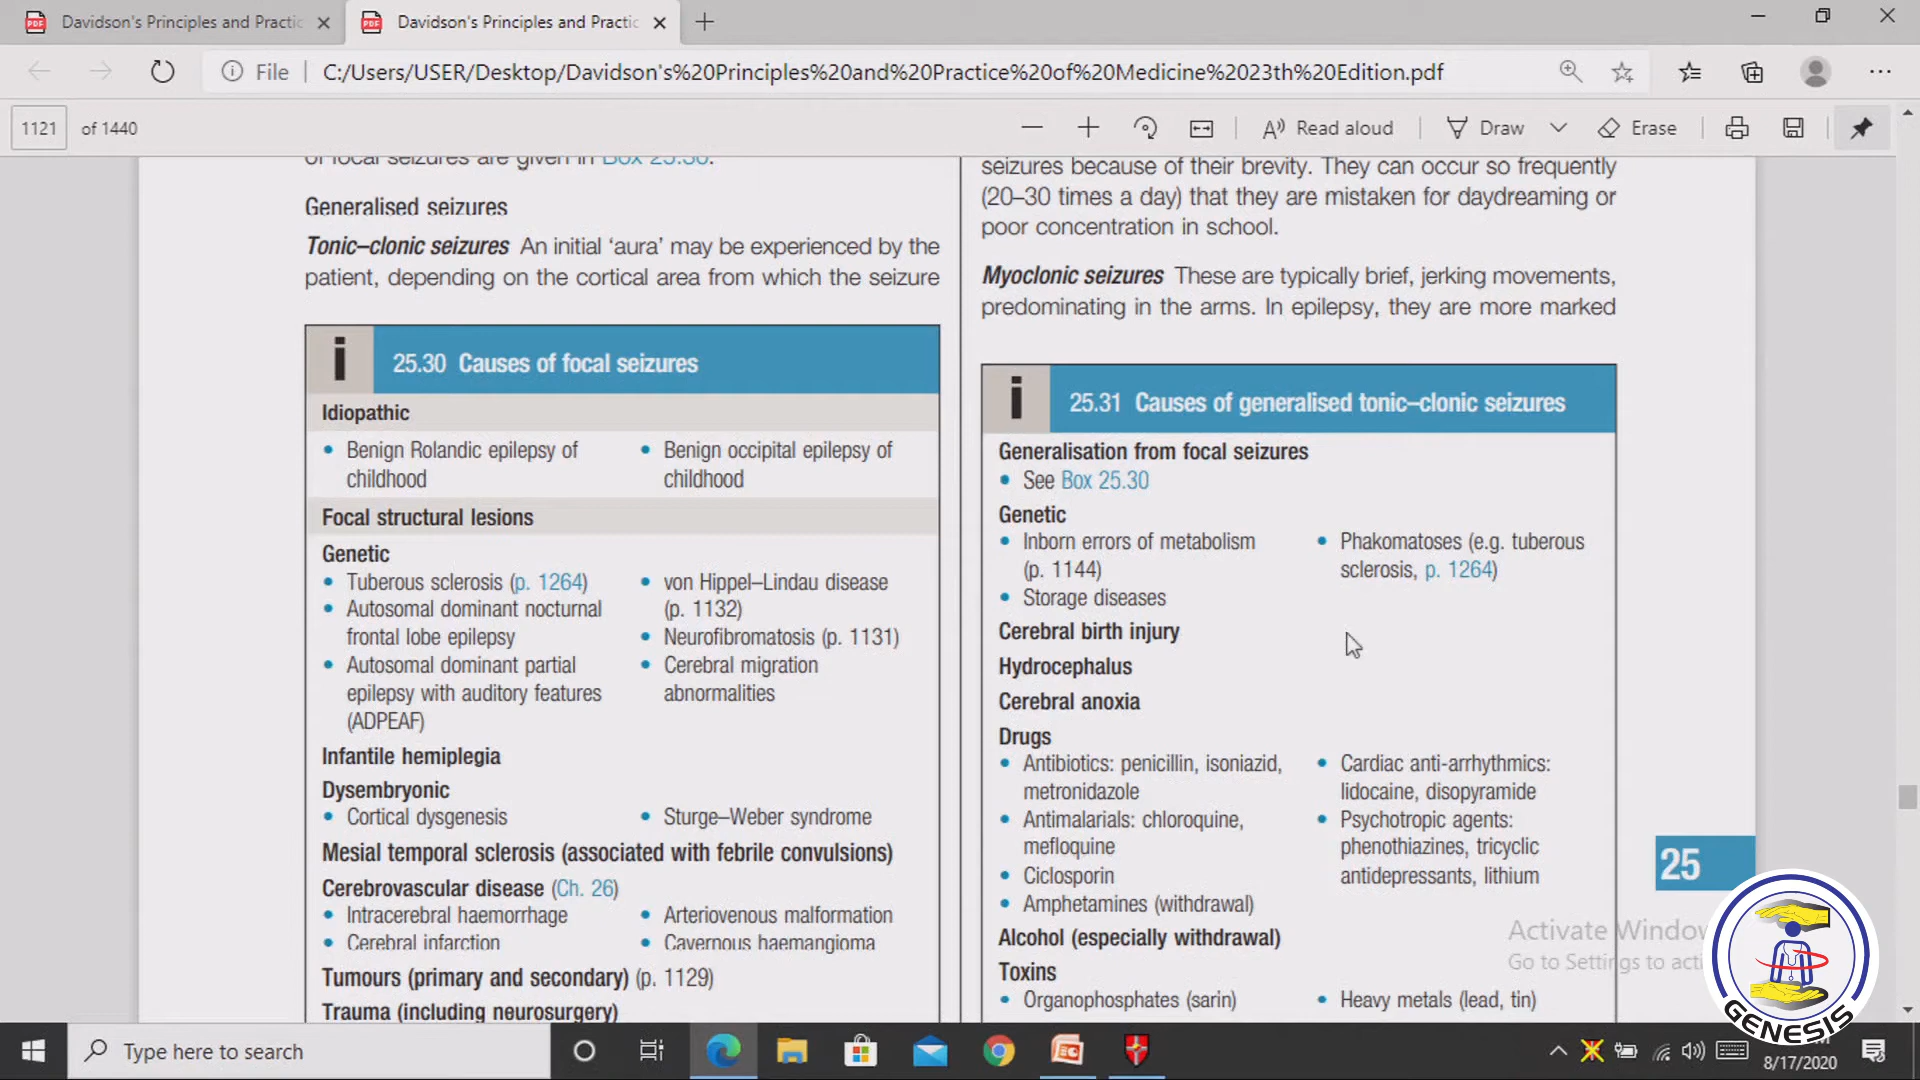 Davidson's Principles and Practic
Davidson's Principles and Practic
File
C:/Users/USER/Desktop/Davidson's%20Principles%20and%20Practice%20of%20Medicine%2023th%20Edition.pdf
1121 of 1440
Read aloud
Draw
Erase
of focal seizures are given in Box 25.30.
Generalised seizures
Tonic–clonic seizures An initial ‘aura’ may be experienced by the
patient, depending on the cortical area from which the seizure
i
25.30 Causes of focal seizures
Idiopathic
• Benign Rolandic epilepsy of
childhood
• Benign occipital epilepsy of
childhood
Focal structural lesions
Genetic
• Tuberous sclerosis (p. 1264)
• Autosomal dominant nocturnal
frontal lobe epilepsy
• Autosomal dominant partial
epilepsy with auditory features
(ADPEAF)
• von Hippel–Lindau disease
(p. 1132)
• Neurofibromatosis (p. 1131)
• Cerebral migration
abnormalities
Infantile hemiplegia
Dysembryonic
• Cortical dysgenesis
• Sturge–Weber syndrome
Mesial temporal sclerosis (associated with febrile convulsions)
Cerebrovascular disease (Ch. 26)
• Intracerebral haemorrhage
• Cerebral infarction
• Arteriovenous malformation
• Cavernous haemangioma
Tumours (primary and secondary) (p. 1129)
Trauma (including neurosurgery)
seizures because of their brevity. They can occur so frequently
(20–30 times a day) that they are mistaken for daydreaming or
poor concentration in school.
Myoclonic seizures These are typically brief, jerking movements,
predominating in the arms. In epilepsy, they are more marked
i
25.31 Causes of generalised tonic–clonic seizures
Generalisation from focal seizures
• See Box 25.30
Genetic
• Inborn errors of metabolism
(p. 1144)
• Storage diseases
• Phakomatoses (e.g. tuberous
sclerosis, p. 1264)
Cerebral birth injury
Hydrocephalus
Cerebral anoxia
Drugs
• Antibiotics: penicillin, isoniazid,
metronidazole
• Antimalarials: chloroquine,
mefloquine
• Ciclosporin
• Amphetamines (withdrawal)
• Cardiac anti-arrhythmics:
lidocaine, disopyramide
• Psychotropic agents:
phenothiazines, tricyclic
antidepressants, lithium
Alcohol (especially withdrawal)
Toxins
• Organophosphates (sarin)
• Heavy metals (lead, tin)
25
Activate Window
Go to Settings to acti
GENESIS
Type here to search
8/17/2020